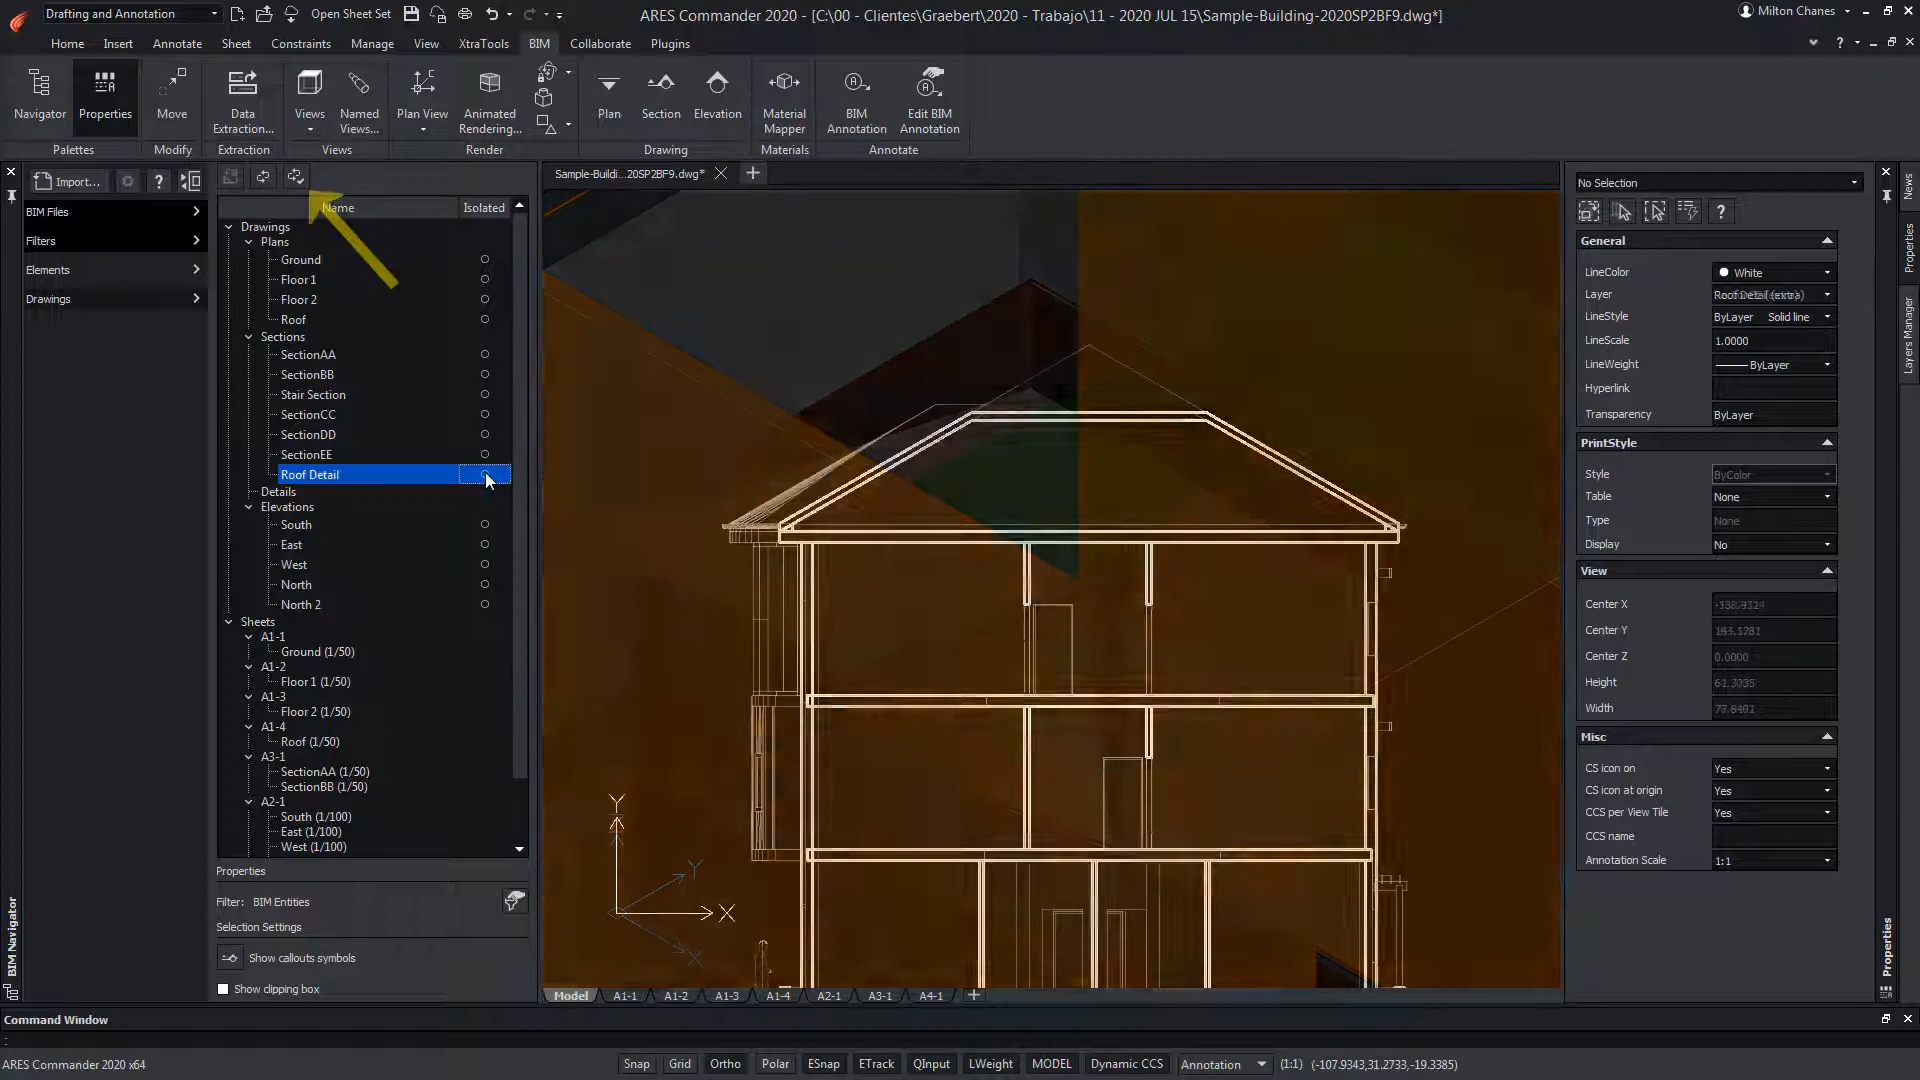 Drafting and Annotation
Open Sheet Set
ARES Commander 2020 - [C:\00 - Clientes\Graebert\2020 - Trabajo\11 - 2020 JUL 15\Sample-Building-2020SP2BF9.dwg*]
Milton Chanes
Home Insert Annotate Sheet Constraints Manage View XtraTools BIM Collaborate Plugins
Navigator Properties Move Data Extraction... Views Named Views... Plan View Animated Rendering... Plan Section Elevation Material Mapper BIM Annotation Edit BIM Annotation
Palettes Modify Extraction Views Render Drawing Materials Annotate
Import... ?
BIM Files
Filters
Elements
Drawings
Name Isolated
Drawings
Plans
Ground
Floor 1
Floor 2
Roof
Sections
SectionAA
SectionBB
Stair Section
SectionCC
SectionDD
SectionEE
Roof Detail
Details
Elevations
South
East
West
North
North 2
Sheets
A1-1
Ground (1/50)
A1-2
Floor 1 (1/50)
A1-3
Floor 2 (1/50)
A1-4
Roof (1/50)
A3-1
SectionAA (1/50)
SectionBB (1/50)
A2-1
South (1/100)
East (1/100)
West (1/100)
Properties
Filter: BIM Entities
Selection Settings
Show callouts symbols
Show clipping box
BIM Navigator
Sample-Buildi...20SP2BF9.dwg*
Y
Y
X
X
Model A1-1 A1-2 A1-3 A1-4 A2-1 A3-1 A4-1 +
No Selection
?
General
LineColor White
Layer
LineStyle ByLayer Solid line
LineScale 1.0000
LineWeight ByLayer
Hyperlink
Transparency ByLayer
PrintStyle
Style ByColor
Table None
Type None
Display No
View
Center X
Center Y
Center Z 0.0000
Height
Width
Misc
CS icon on Yes
CS icon at origin Yes
CCS per View Tile Yes
CCS name
Annotation Scale 1:1
Properties
News
Properties
Layers Manager
Command Window
:
ARES Commander 2020 x64
Snap Grid Ortho Polar ESnap ETrack QInput LWeight MODEL Dynamic CCS Annotation (1:1) (-107.9343,31.2733,-19.3385)